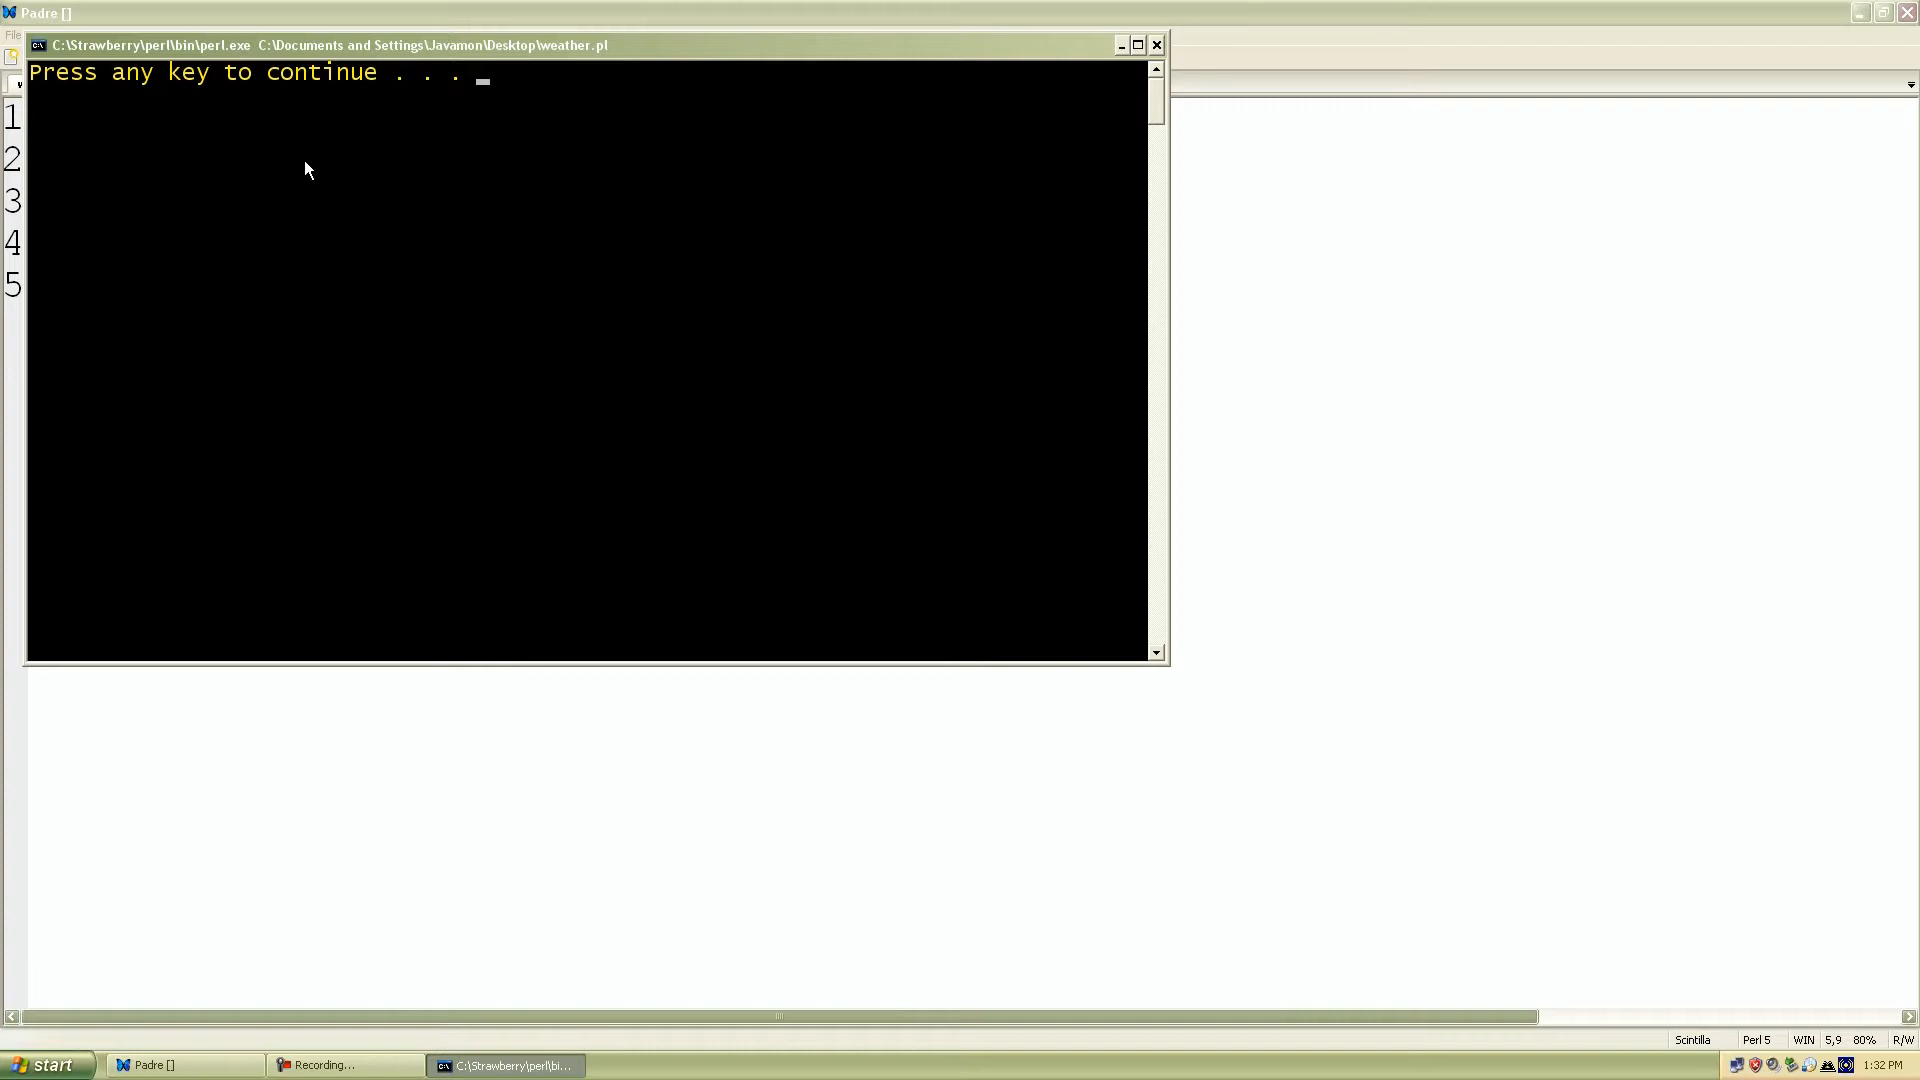 Padre []
File
C:\Strawberry\perl\bin\perl.exe  C:\Documents and Settings\Javamon\Desktop\weather.pl
Press any key to continue . . .
1
2
3
4
5
Scintilla
Perl 5
WIN
5,9
80%
R/W
start
Padre []
Recording...
C:\Strawberry\perl\bi...
1:32 PM